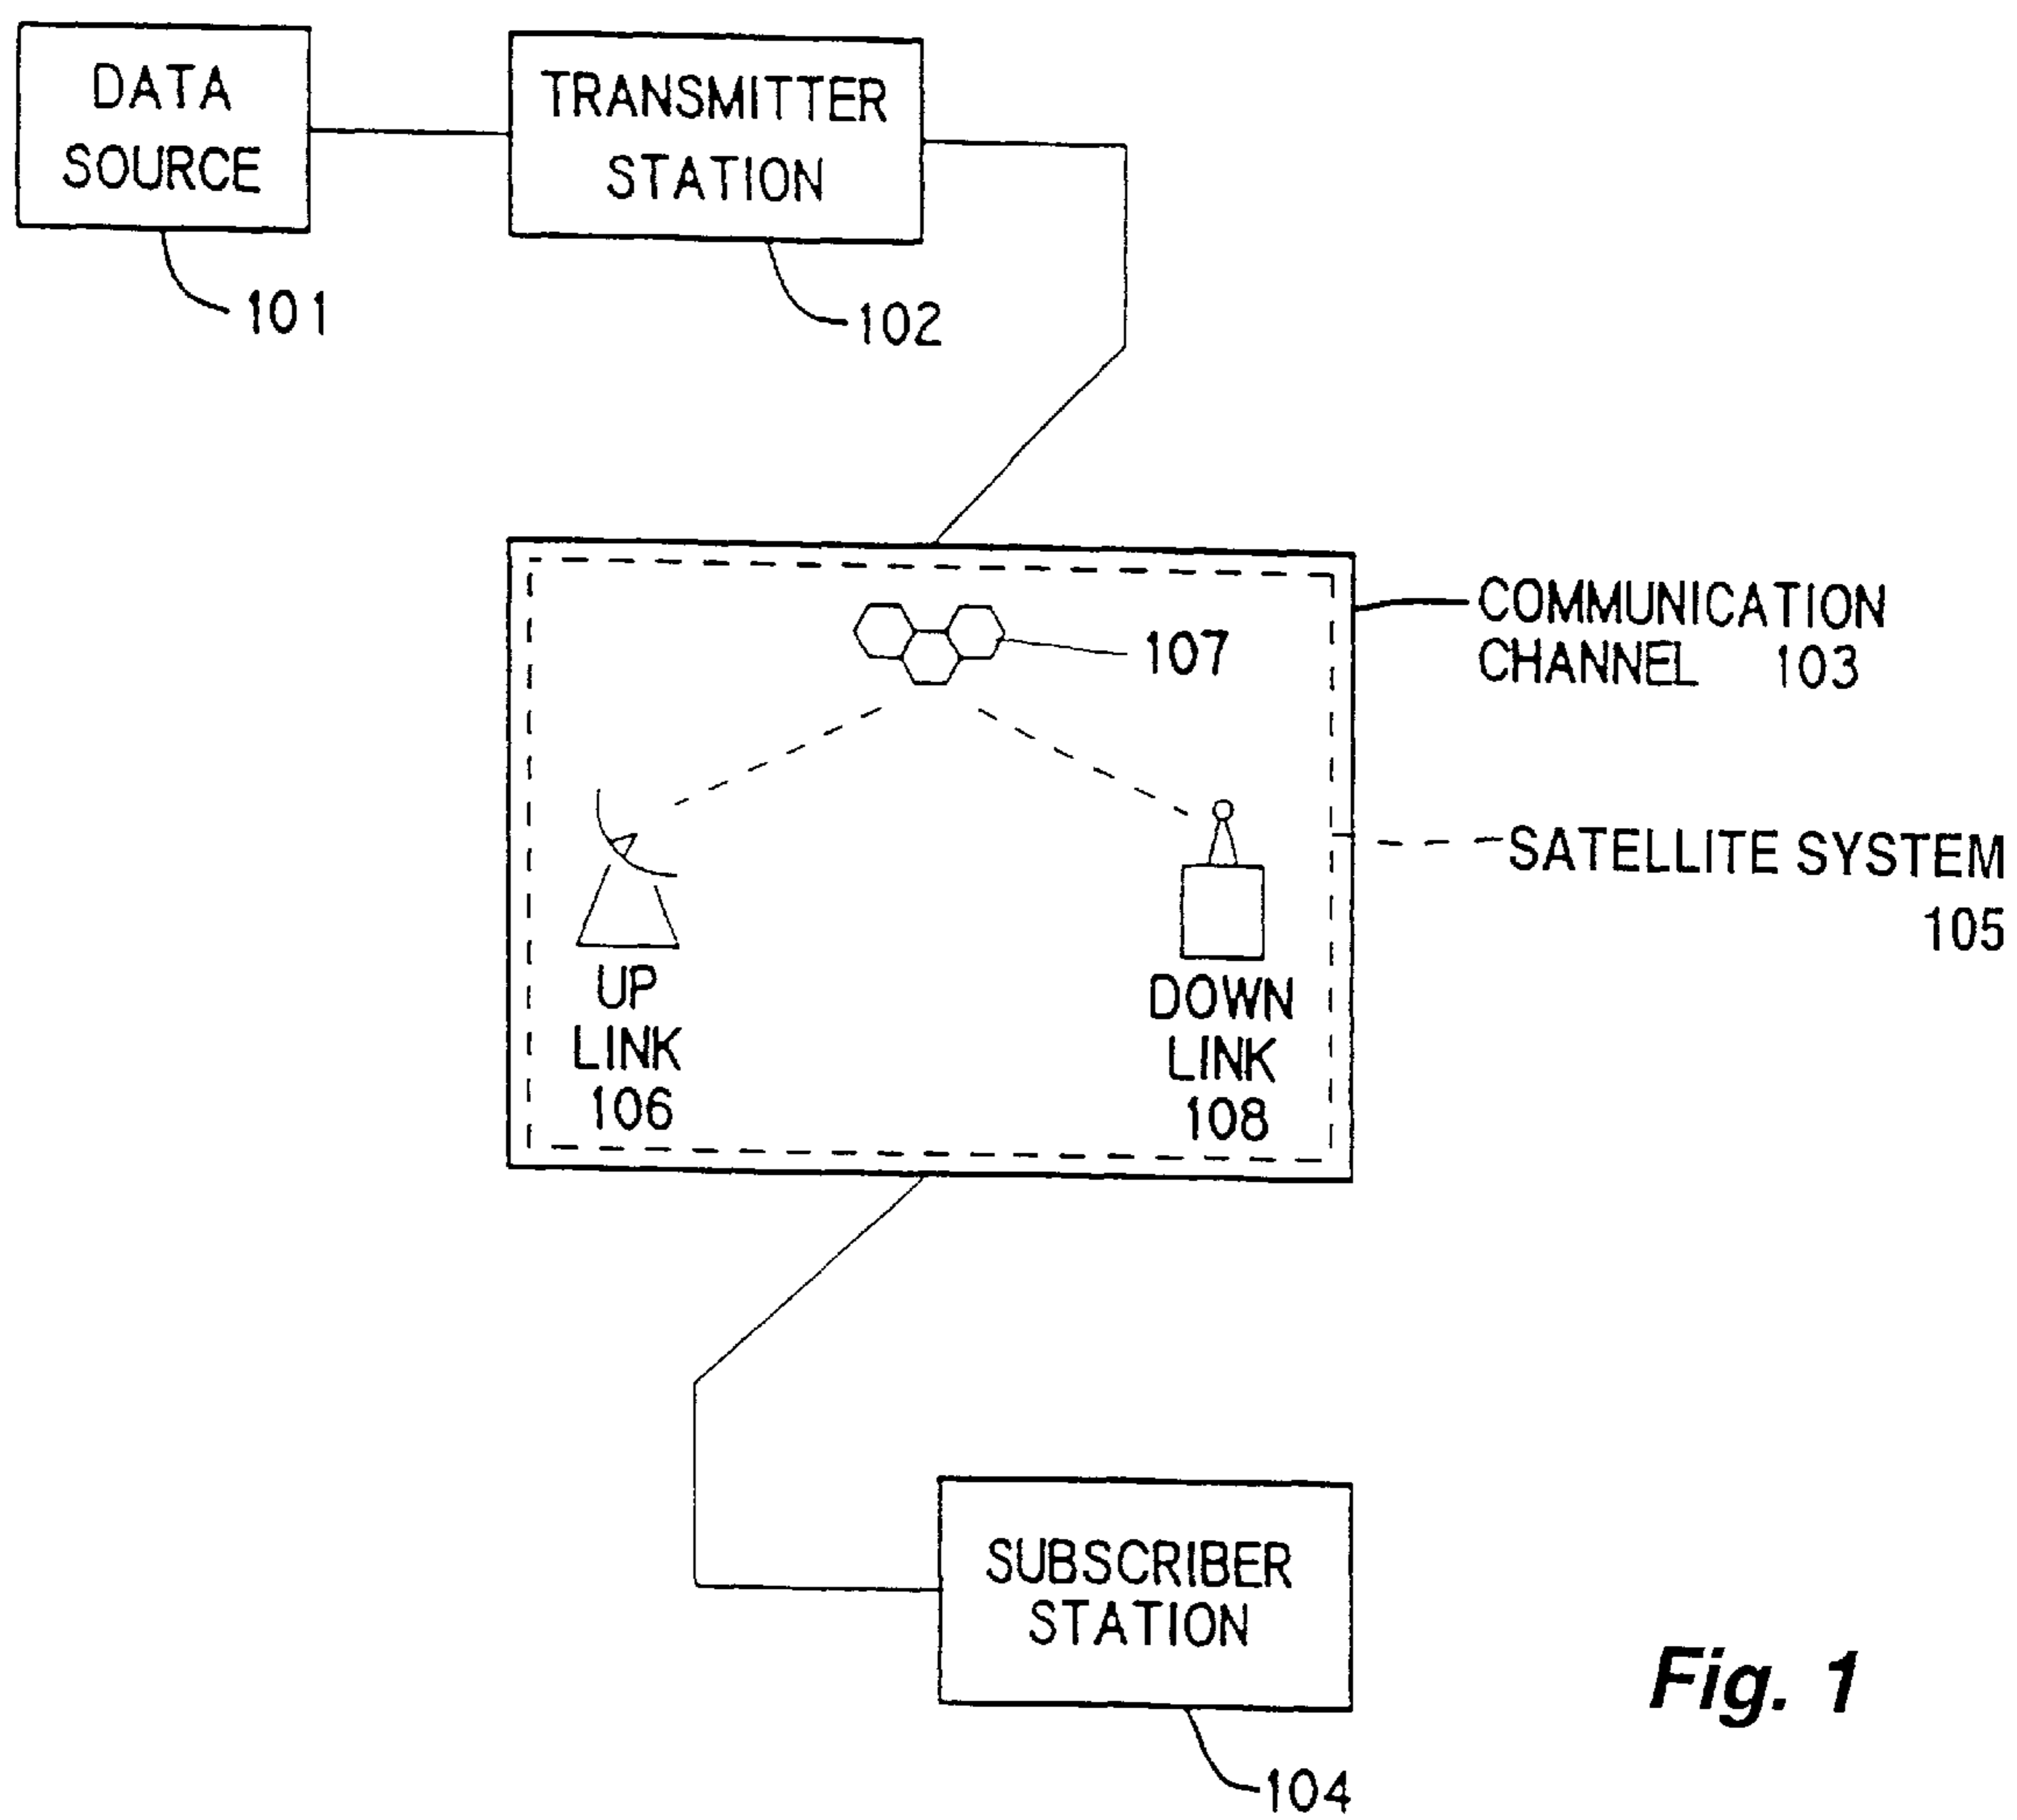 DATA
SOURCE
TRANSMITTER
STATION
101
102
COMMUNICATION
CHANNEL 103
107
SATELLITE SYSTEM
105
UP
LINK
106
DOWN
LINK
108
SUBSCRIBER
STATION
104
Fig. 1